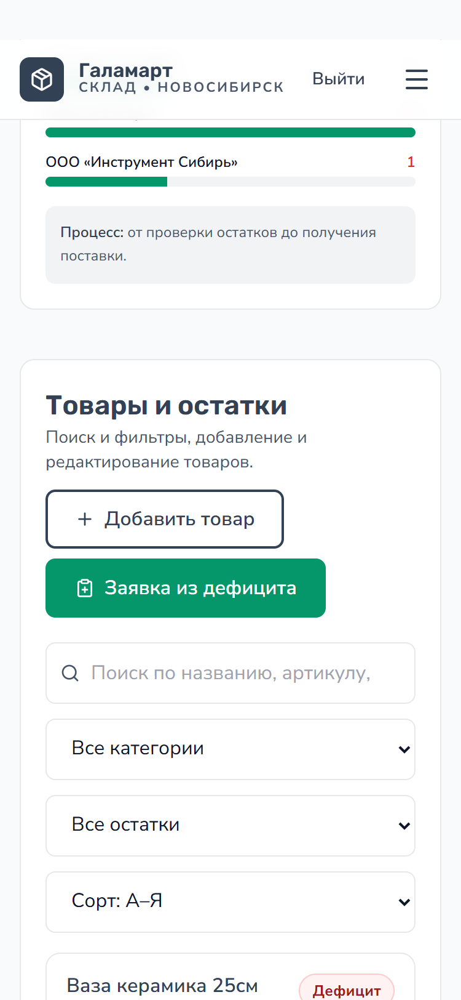 Галамарт
СКЛАД • НОВОСИБИРСК
Выйти
ООО «Инструмент Сибирь»
1
Процесс: от проверки остатков до получения
поставки.
Товары и остатки
Поиск и фильтры, добавление и
редактирование товаров.
Добавить товар
Заявка из дефицита
Поиск по названию, артикулу,
Все категории
Все остатки
Сорт: А–Я
Ваза керамика 25см
Дефицит